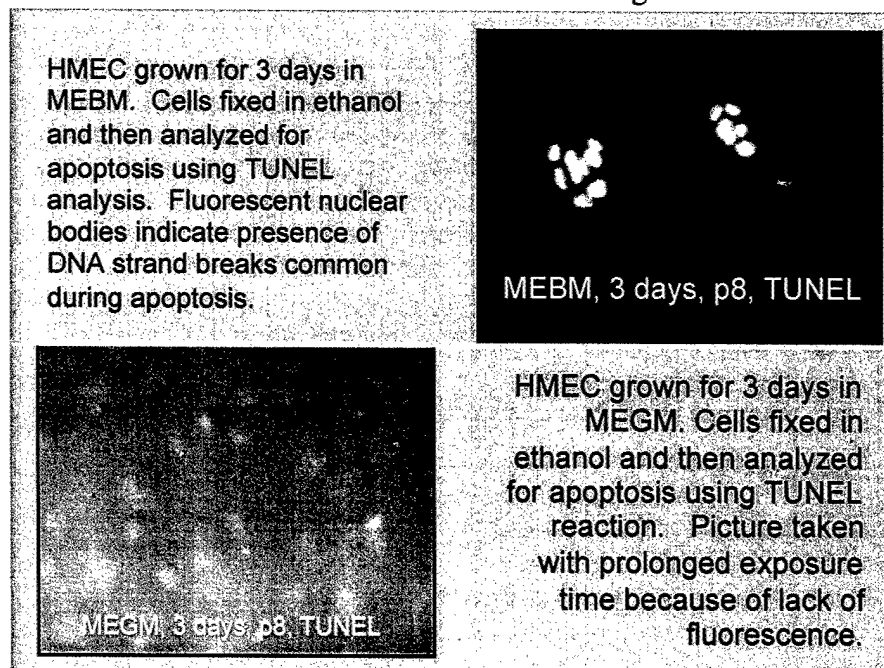 HMEC grown for 3 days in
MEBM. Cells fixed in ethanol
and then analyzed for
apoptosis using TUNEL
analysis. Fluorescent nuclear
bodies indicate presence of
DNA strand breaks common
during apoptosis.
MEBM, 3 days, p8, TUNEL
MEGM, 3 days, p8, TUNEL
HMEC grown for 3 days in
MEGM. Cells fixed in
ethanol and then analyzed
for apoptosis using TUNEL
reaction. Picture taken
with prolonged exposure
time because of lack of
fluorescence.